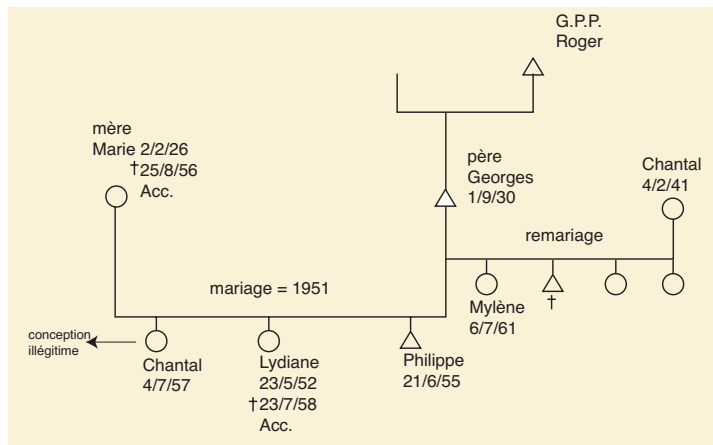 G.P.P.
Roger
mère
Marie 2/2/26
†25/8/56
Acc.
père
Georges
1/9/30
Chantal
4/2/41
remariage
mariage = 1951
Mylène
6/7/61
†
conception
illégitime
Chantal
4/7/57
Lydiane
23/5/52
†23/7/58
Acc.
Philippe
21/6/55